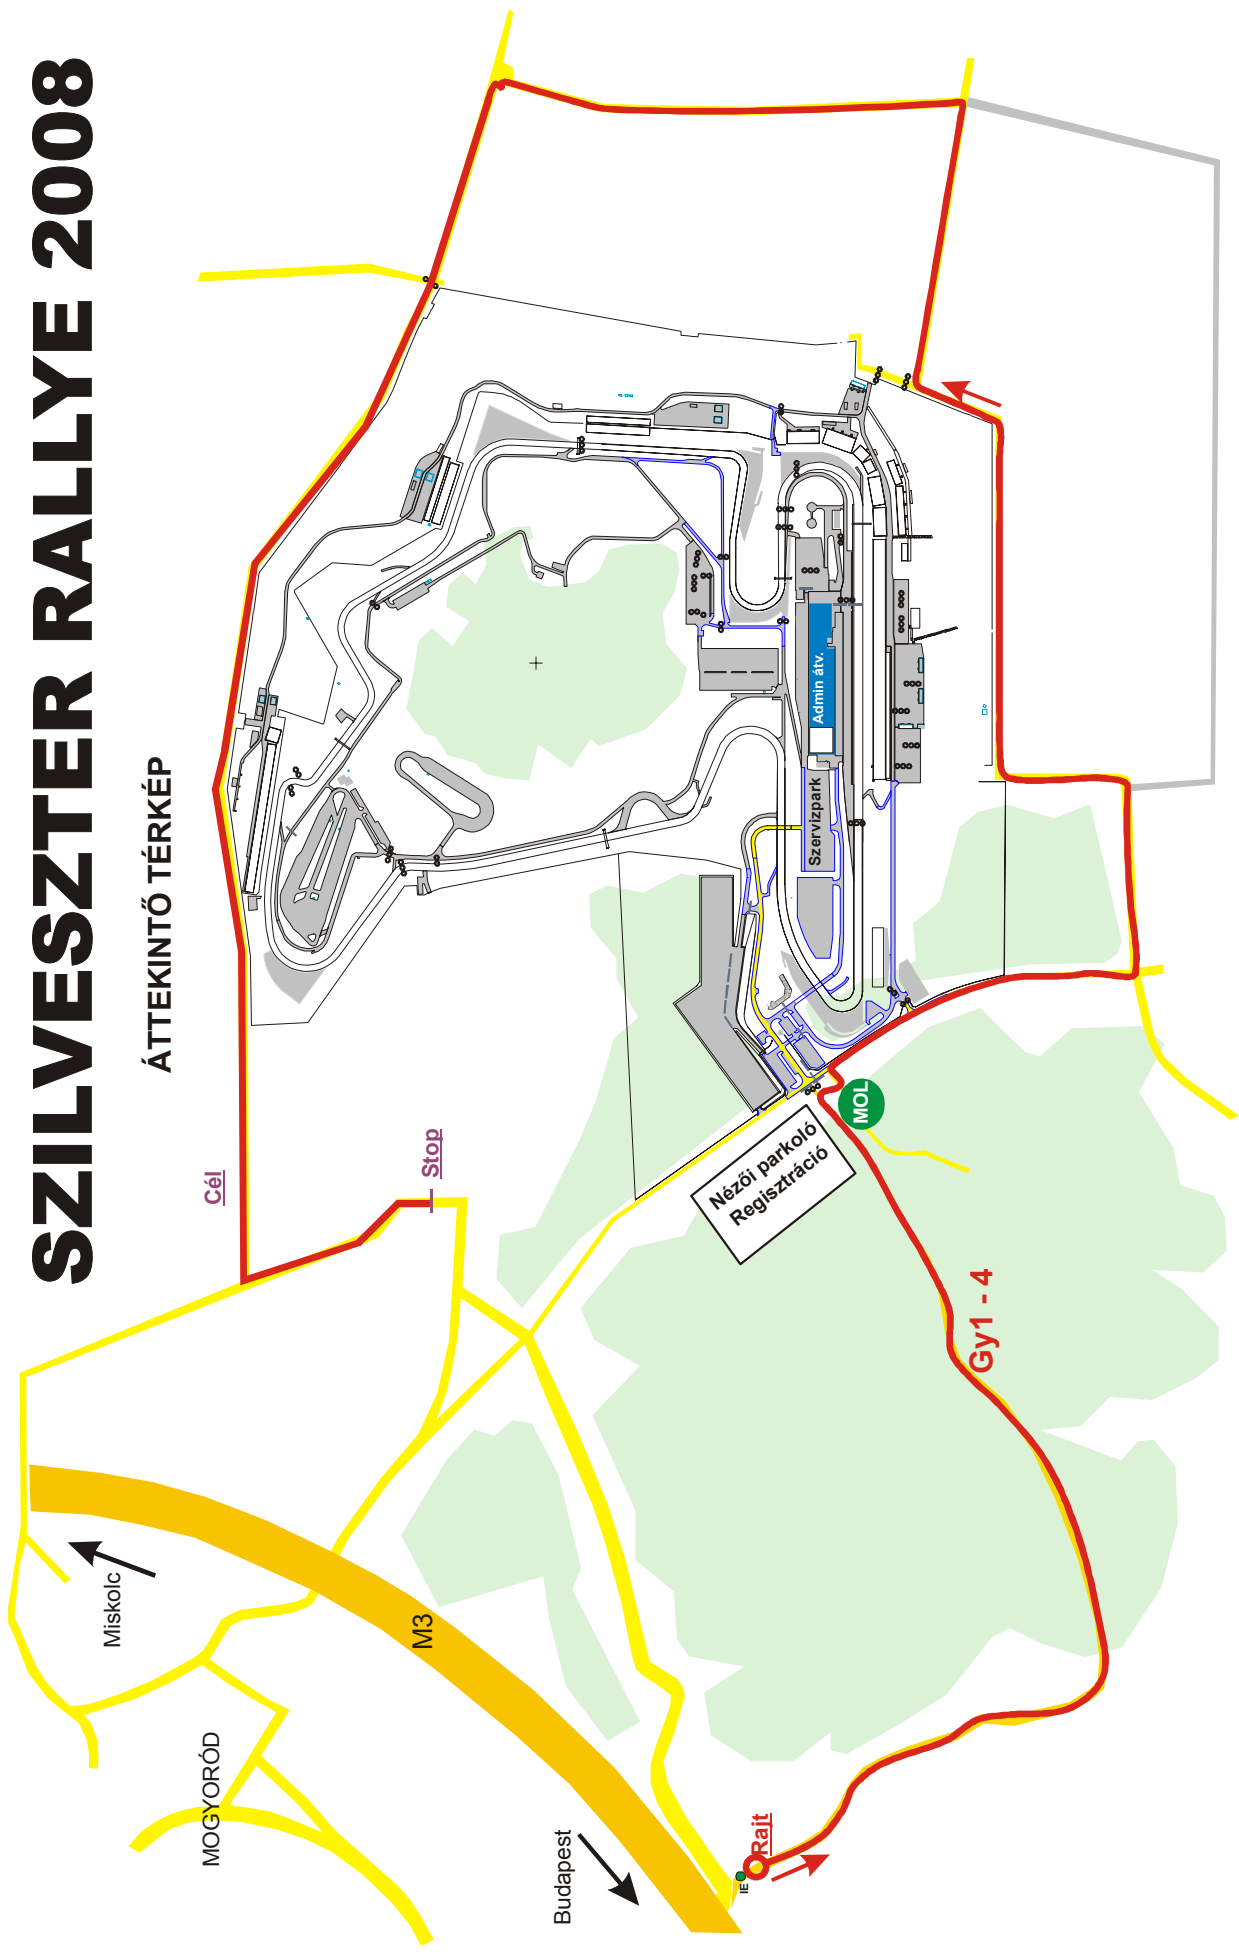 SZILVESZTER RALLYE 2008
ÁTTEKINTŐ TÉRKÉP
Cél
Stop
Miskolc
M3
MOGYORÓD
Budapest
IE
Rajt
Gy1 - 4
MOL
Nézői parkoló
Regisztráció
Szervizpark
Admin átv.